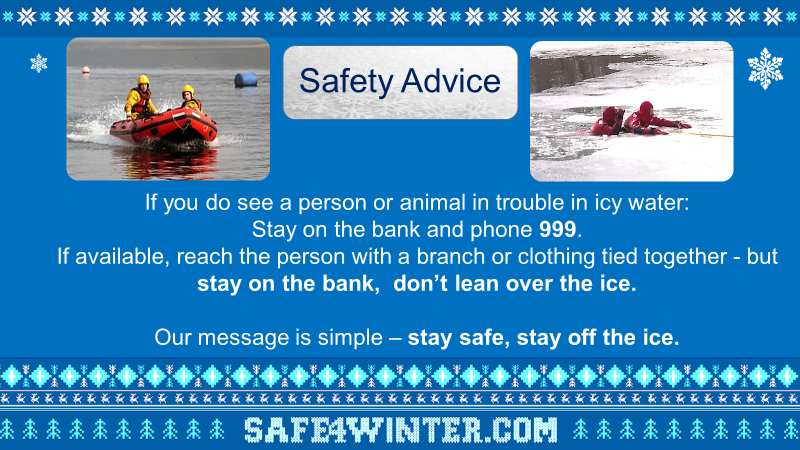 Safety Advice
If you do see a person or animal in trouble in icy water:
Stay on the bank and phone 999.
If available, reach the person with a branch or clothing tied together - but
stay on the bank,  don’t lean over the ice.
Our message is simple – stay safe, stay off the ice.
SAFE4WINTER.COM